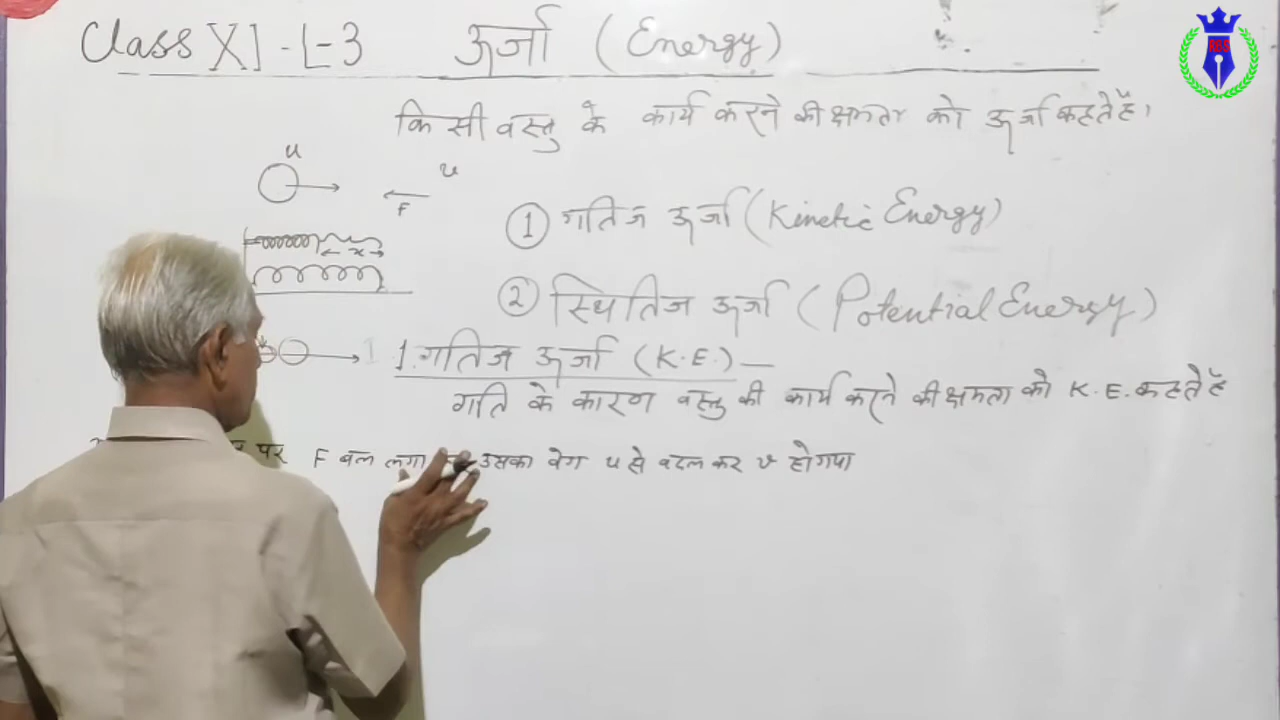 Class XI - L-3 ऊर्जा (Energy)
RBS
किसी वस्तु के कार्य करने की क्षमता को ऊर्जा कहते हैं।
u
u
F
① गतिज ऊर्जा (Kinetic Energy)
x
② स्थितिज ऊर्जा (Potential Energy)
1. गतिज ऊर्जा (K.E.) —
गति के कारण वस्तु की कार्य करने की क्षमता को K.E. कहते हैं
पर F बल लगा उसका वेग u से बदल कर v हो गया